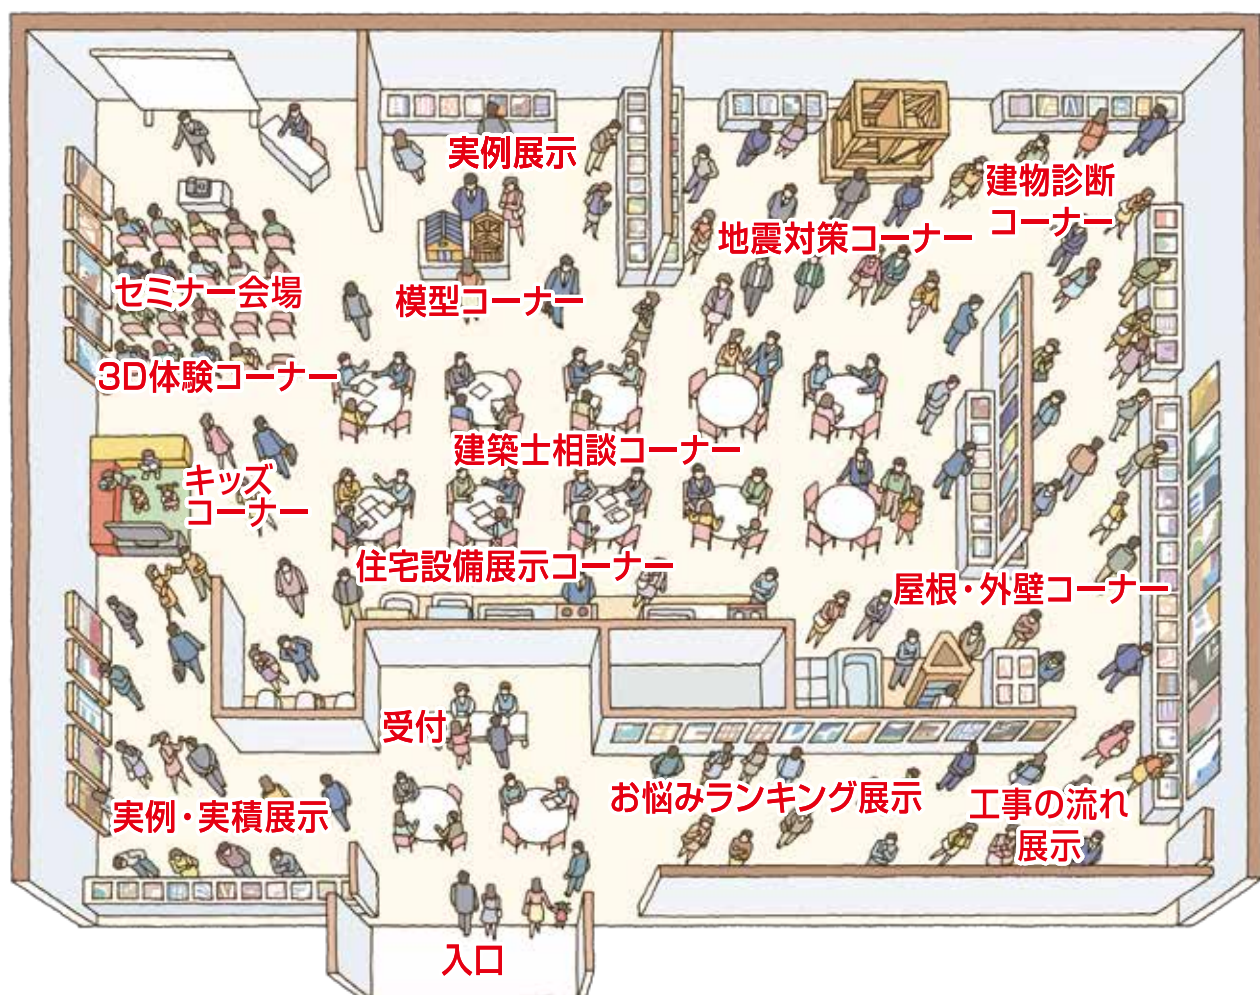 実例展示
建物診断
コーナー
地震対策コーナー
セミナー会場
模型コーナー
3D体験コーナー
建築士相談コーナー
キッズ
コーナー
住宅設備展示コーナー
屋根・外壁コーナー
受付
お悩みランキング展示
工事の流れ
展示
実例・実積展示
入口